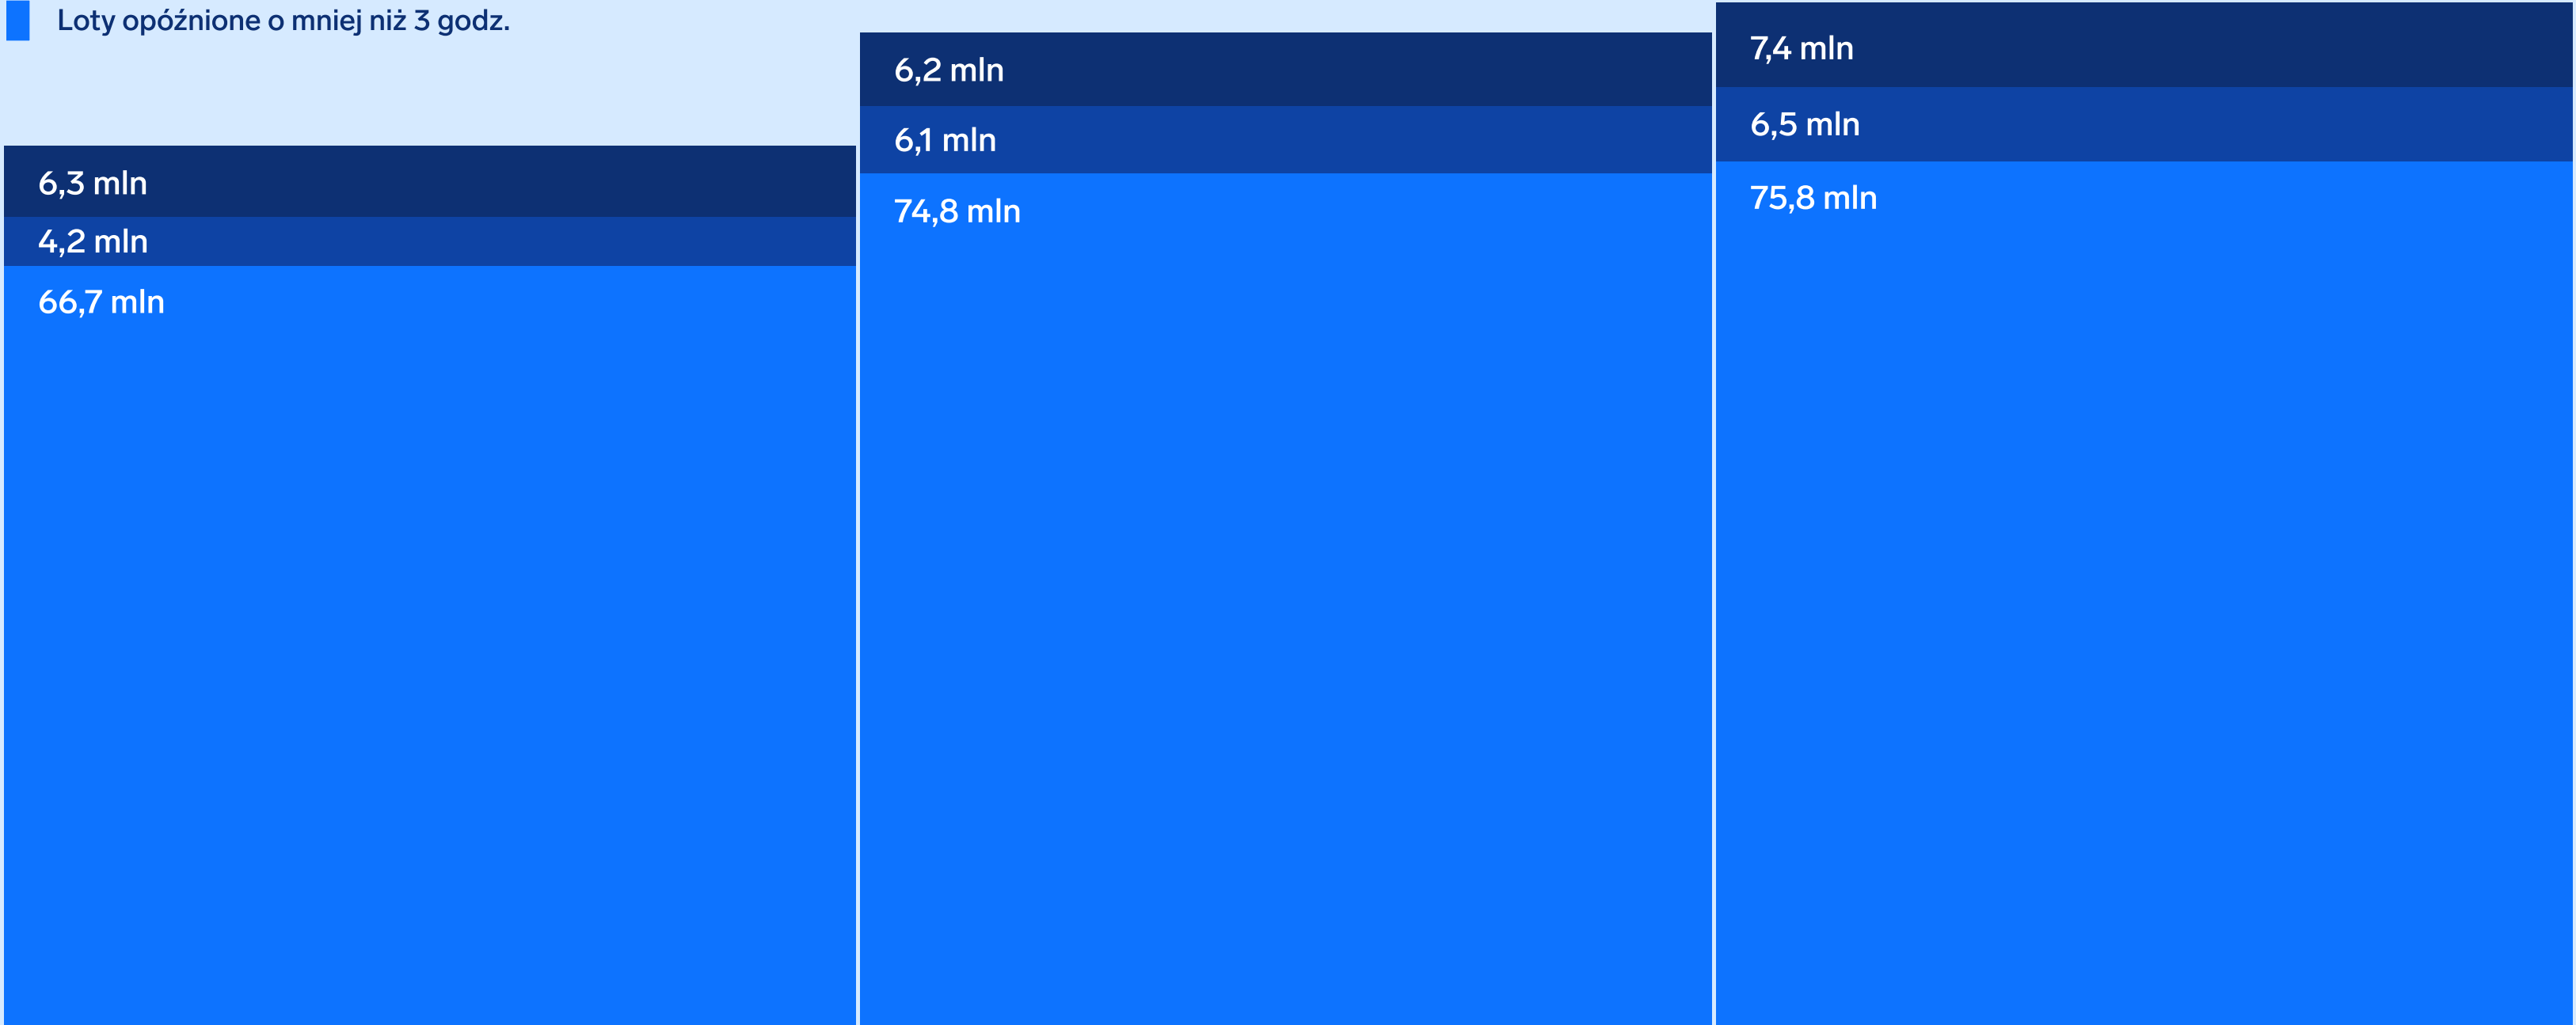 Loty opóźnione o mniej niż 3 godz.
6,3 mln
4,2 mln
66,7 mln
6,2 mln
6,1 mln
74,8 mln
7,4 mln
6,5 mln
75,8 mln